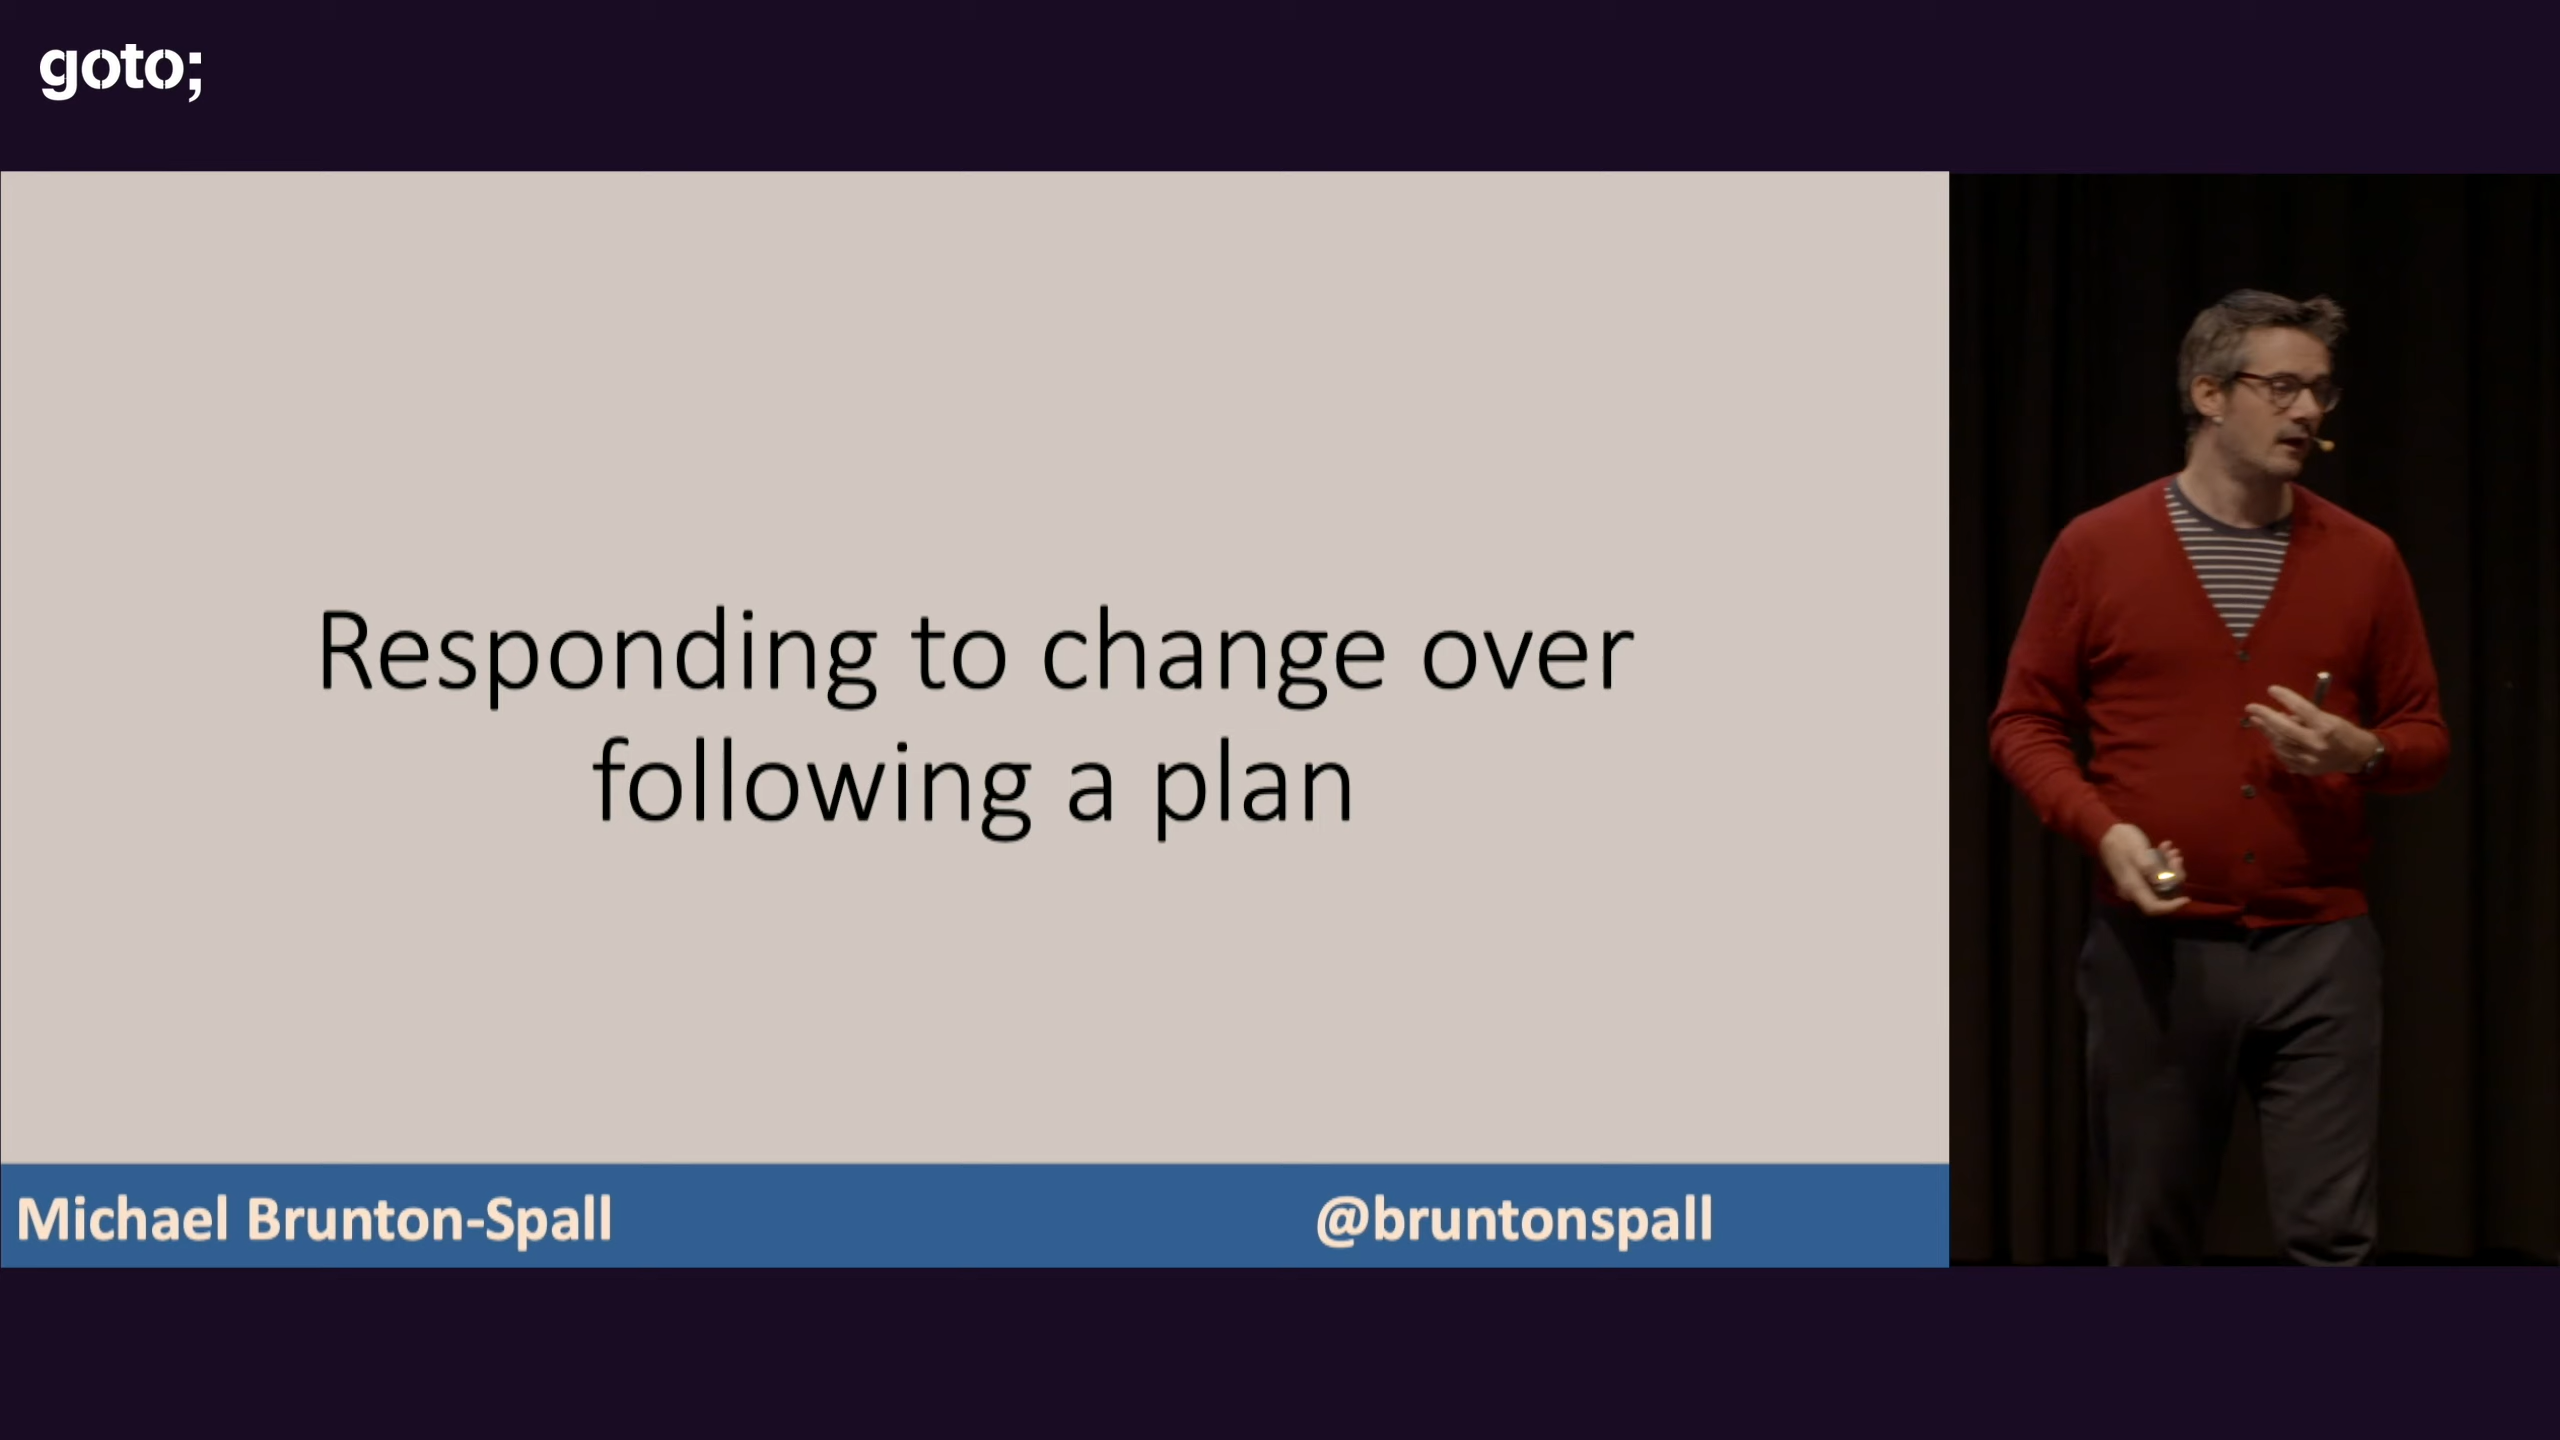 goto;
Responding to change over
following a plan
Michael Brunton-Spall
@bruntonspall